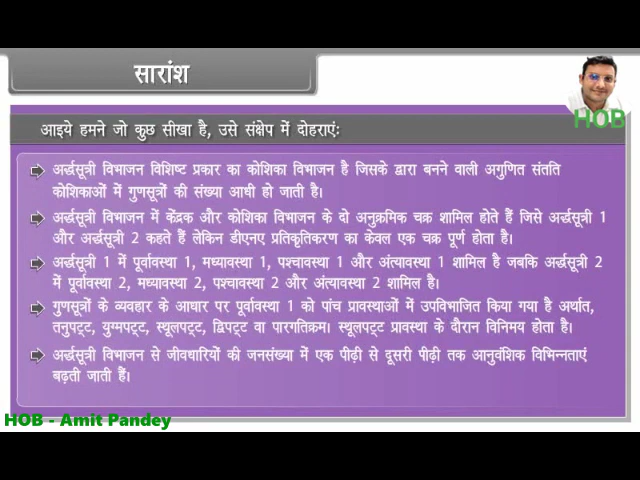 सारांश
HOB
आइये हमने जो कुछ सीखा है, उसे संक्षेप में दोहराएं:
अर्द्धसूत्री विभाजन विशिष्ट प्रकार का कोशिका विभाजन है जिसके द्वारा बनने वाली अगुणित संतति
कोशिकाओं में गुणसूत्रों की संख्या आधी हो जाती है।
अर्द्धसूत्री विभाजन में केंद्रक और कोशिका विभाजन के दो अनुक्रमिक चक्र शामिल होते हैं जिसे अर्द्धसूत्री 1
और अर्द्धसूत्री 2 कहते हैं लेकिन डीएनए प्रतिकृतिकरण का केवल एक चक्र पूर्ण होता है।
अर्द्धसूत्री 1 में पूर्वावस्था 1, मध्यावस्था 1, पश्चावस्था 1 और अंत्यावस्था 1 शामिल है जबकि अर्द्धसूत्री 2
में पूर्वावस्था 2, मध्यावस्था 2, पश्चावस्था 2 और अंत्यावस्था 2 शामिल है।
गुणसूत्रों के व्यवहार के आधार पर पूर्वावस्था 1 को पांच प्रावस्थाओं में उपविभाजित किया गया है अर्थात,
तनुपट्ट, युग्मपट्ट, स्थूलपट्ट, द्विपट्ट वा पारगतिक्रम। स्थूलपट्ट प्रावस्था के दौरान विनिमय होता है।
अर्द्धसूत्री विभाजन से जीवधारियों की जनसंख्या में एक पीढ़ी से दूसरी पीढ़ी तक आनुवंशिक विभिन्नताएं
बढ़ती जाती हैं।
HOB - Amit Pandey